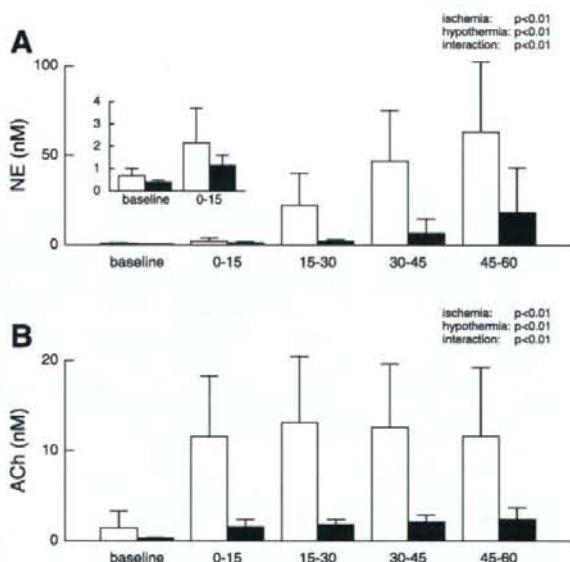 A
ischemia: p<0.01
hypothermia: p<0.01
interaction: p<0.01
NE (nM)
100
50
0
4
3
2
1
0
baseline 0-15
baseline 0-15 15-30 30-45 45-60
B
ischemia: p<0.01
hypothermia: p<0.01
interaction: p<0.01
ACh (nM)
20
10
0
baseline 0-15 15-30 30-45 45-60